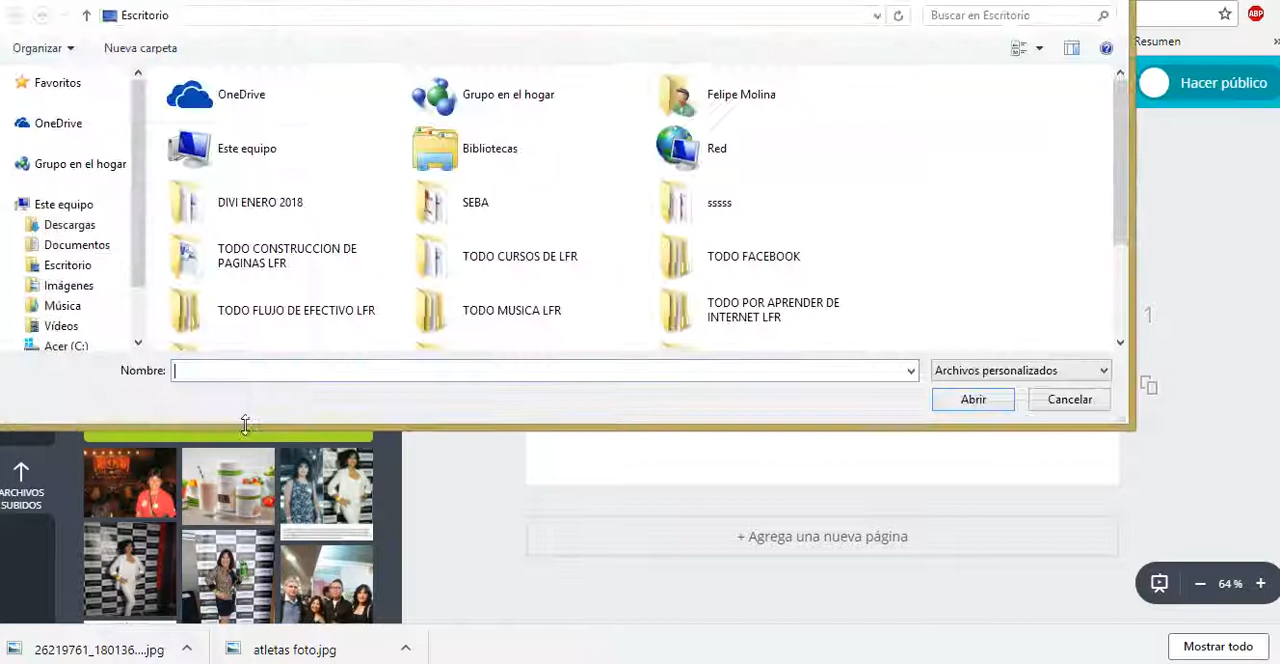 Escritorio
Buscar en Escritorio
ABP
Organizar
Nueva carpeta
Resumen
»
Hacer público
Favoritos
OneDrive
Grupo en el hogar
Este equipo
Descargas
Documentos
Escritorio
Imágenes
Música
Vídeos
Acer (C:)
OneDrive
Grupo en el hogar
Felipe Molina
Este equipo
Bibliotecas
Red
DIVI ENERO 2018
SEBA
sssss
TODO CONSTRUCCION DE
PAGINAS LFR
TODO CURSOS DE LFR
TODO FACEBOOK
TODO FLUJO DE EFECTIVO LFR
TODO MUSICA LFR
TODO POR APRENDER DE
INTERNET LFR
1
Nombre:
Archivos personalizados
Abrir
Cancelar
ARCHIVOS
SUBIDOS
+ Agrega una nueva página
64 %
26219761_180136....jpg
atletas foto.jpg
Mostrar todo